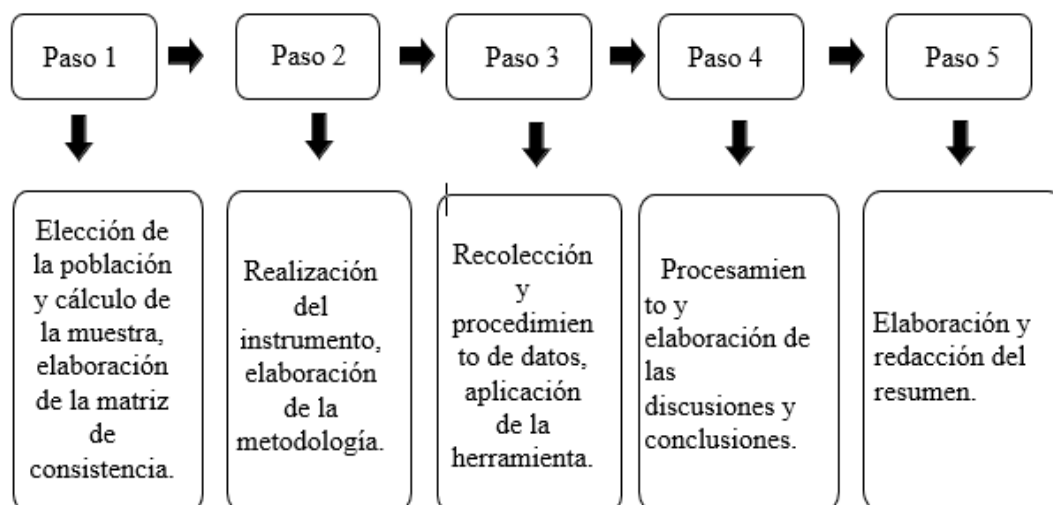 Paso 1
Paso 2
Paso 3
Paso 4
Paso 5
Elección de
la población
y cálculo de
la muestra,
elaboración
de la matriz
de
consistencia.
Realización
del
instrumento,
elaboración
de la
metodología.
Recolección
y
procedimien
to de datos,
aplicación
de la
herramienta.
Procesamien
to y
elaboración de
las
discusiones y
conclusiones.
Elaboración y
redacción del
resumen.